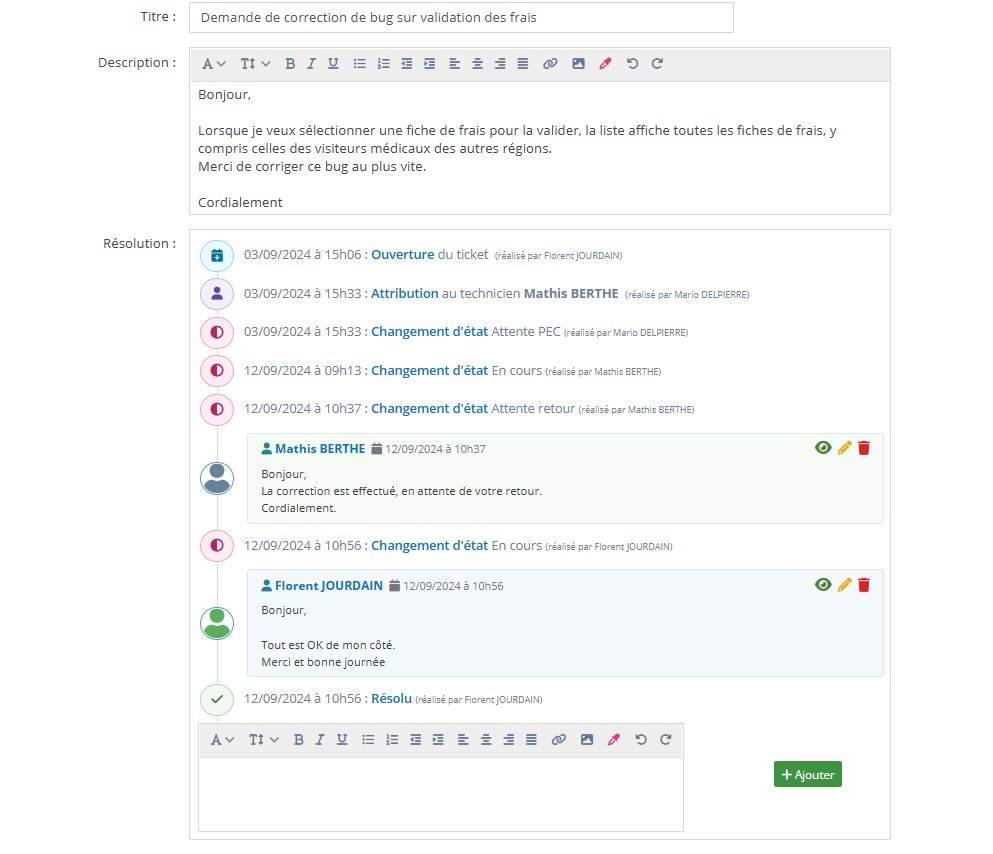 Titre :
Demande de correction de bug sur validation des frais
Description :
Bonjour,
Lorsque je veux sélectionner une fiche de frais pour la valider, la liste affiche toutes les fiches de frais, y
compris celles des visiteurs médicaux des autres régions.
Merci de corriger ce bug au plus vite.
Cordialement
Résolution :
03/09/2024 à 15h06 : Ouverture du ticket (réalisé par Florent JOURDAIN)
03/09/2024 à 15h33 : Attribution au technicien Mathis BERTHE (réalisé par Mario DELPIERRE)
03/09/2024 à 15h33 : Changement d'état Attente PEC (réalisé par Mario DELPIERRE)
12/09/2024 à 09h13 : Changement d'état En cours (réalisé par Mathis BERTHE)
12/09/2024 à 10h37 : Changement d'état Attente retour (réalisé par Mathis BERTHE)
Mathis BERTHE 12/09/2024 à 10h37
Bonjour,
La correction est effectué, en attente de votre retour.
Cordialement.
12/09/2024 à 10h56 : Changement d'état En cours (réalisé par Florent JOURDAIN)
Florent JOURDAIN 12/09/2024 à 10h56
Bonjour,
Tout est OK de mon côté.
Merci et bonne journée
12/09/2024 à 10h56 : Résolu (réalisé par Florent JOURDAIN)
+ Ajouter